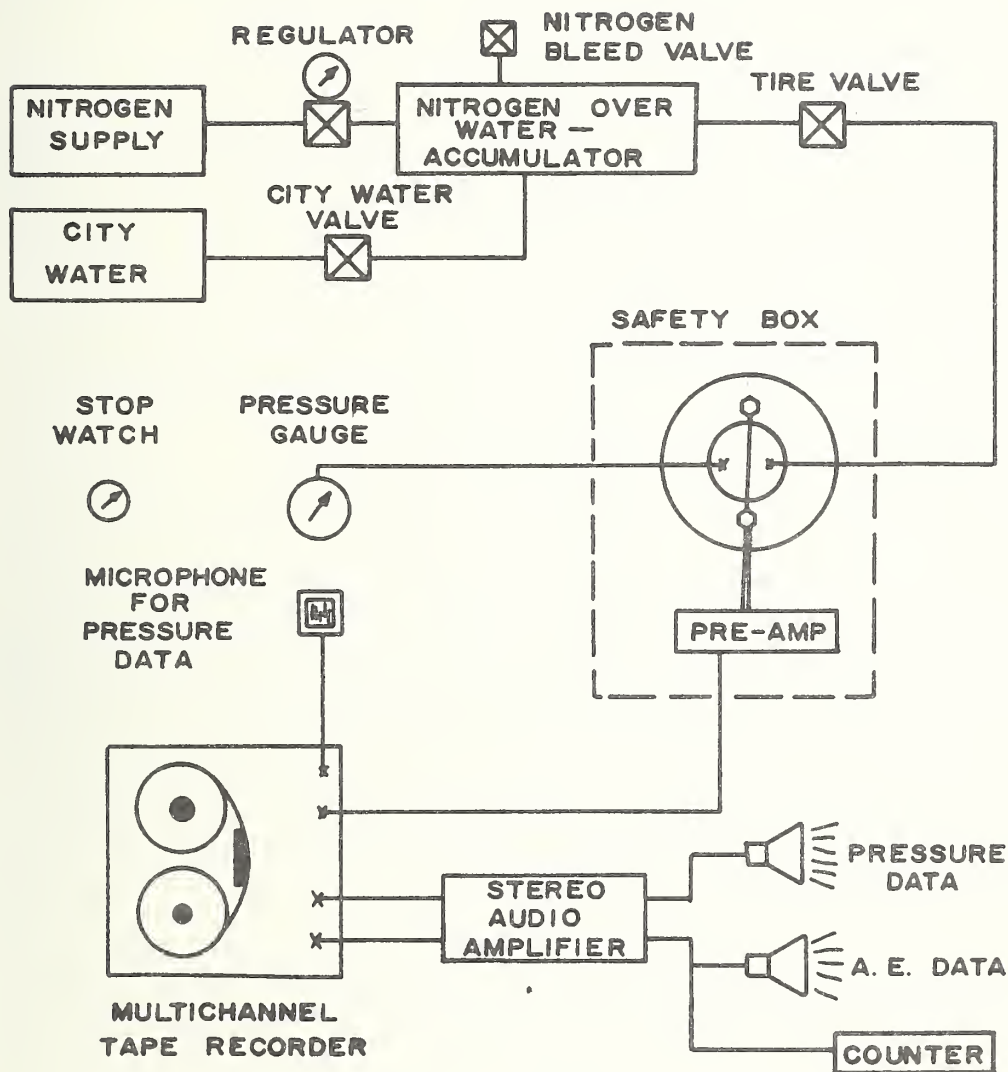 REGULATOR
NITROGEN
BLEED VALVE
TIRE VALVE
NITROGEN
SUPPLY
NITROGEN OVER
WATER —
ACCUMULATOR
CITY WATER
VALVE
CITY
WATER
SAFETY BOX
STOP
WATCH
PRESSURE
GAUGE
MICROPHONE
FOR
PRESSURE
DATA
PRE-AMP
STEREO
AUDIO
AMPLIFIER
PRESSURE
DATA
A. E. DATA
MULTICHANNEL
TAPE RECORDER
COUNTER